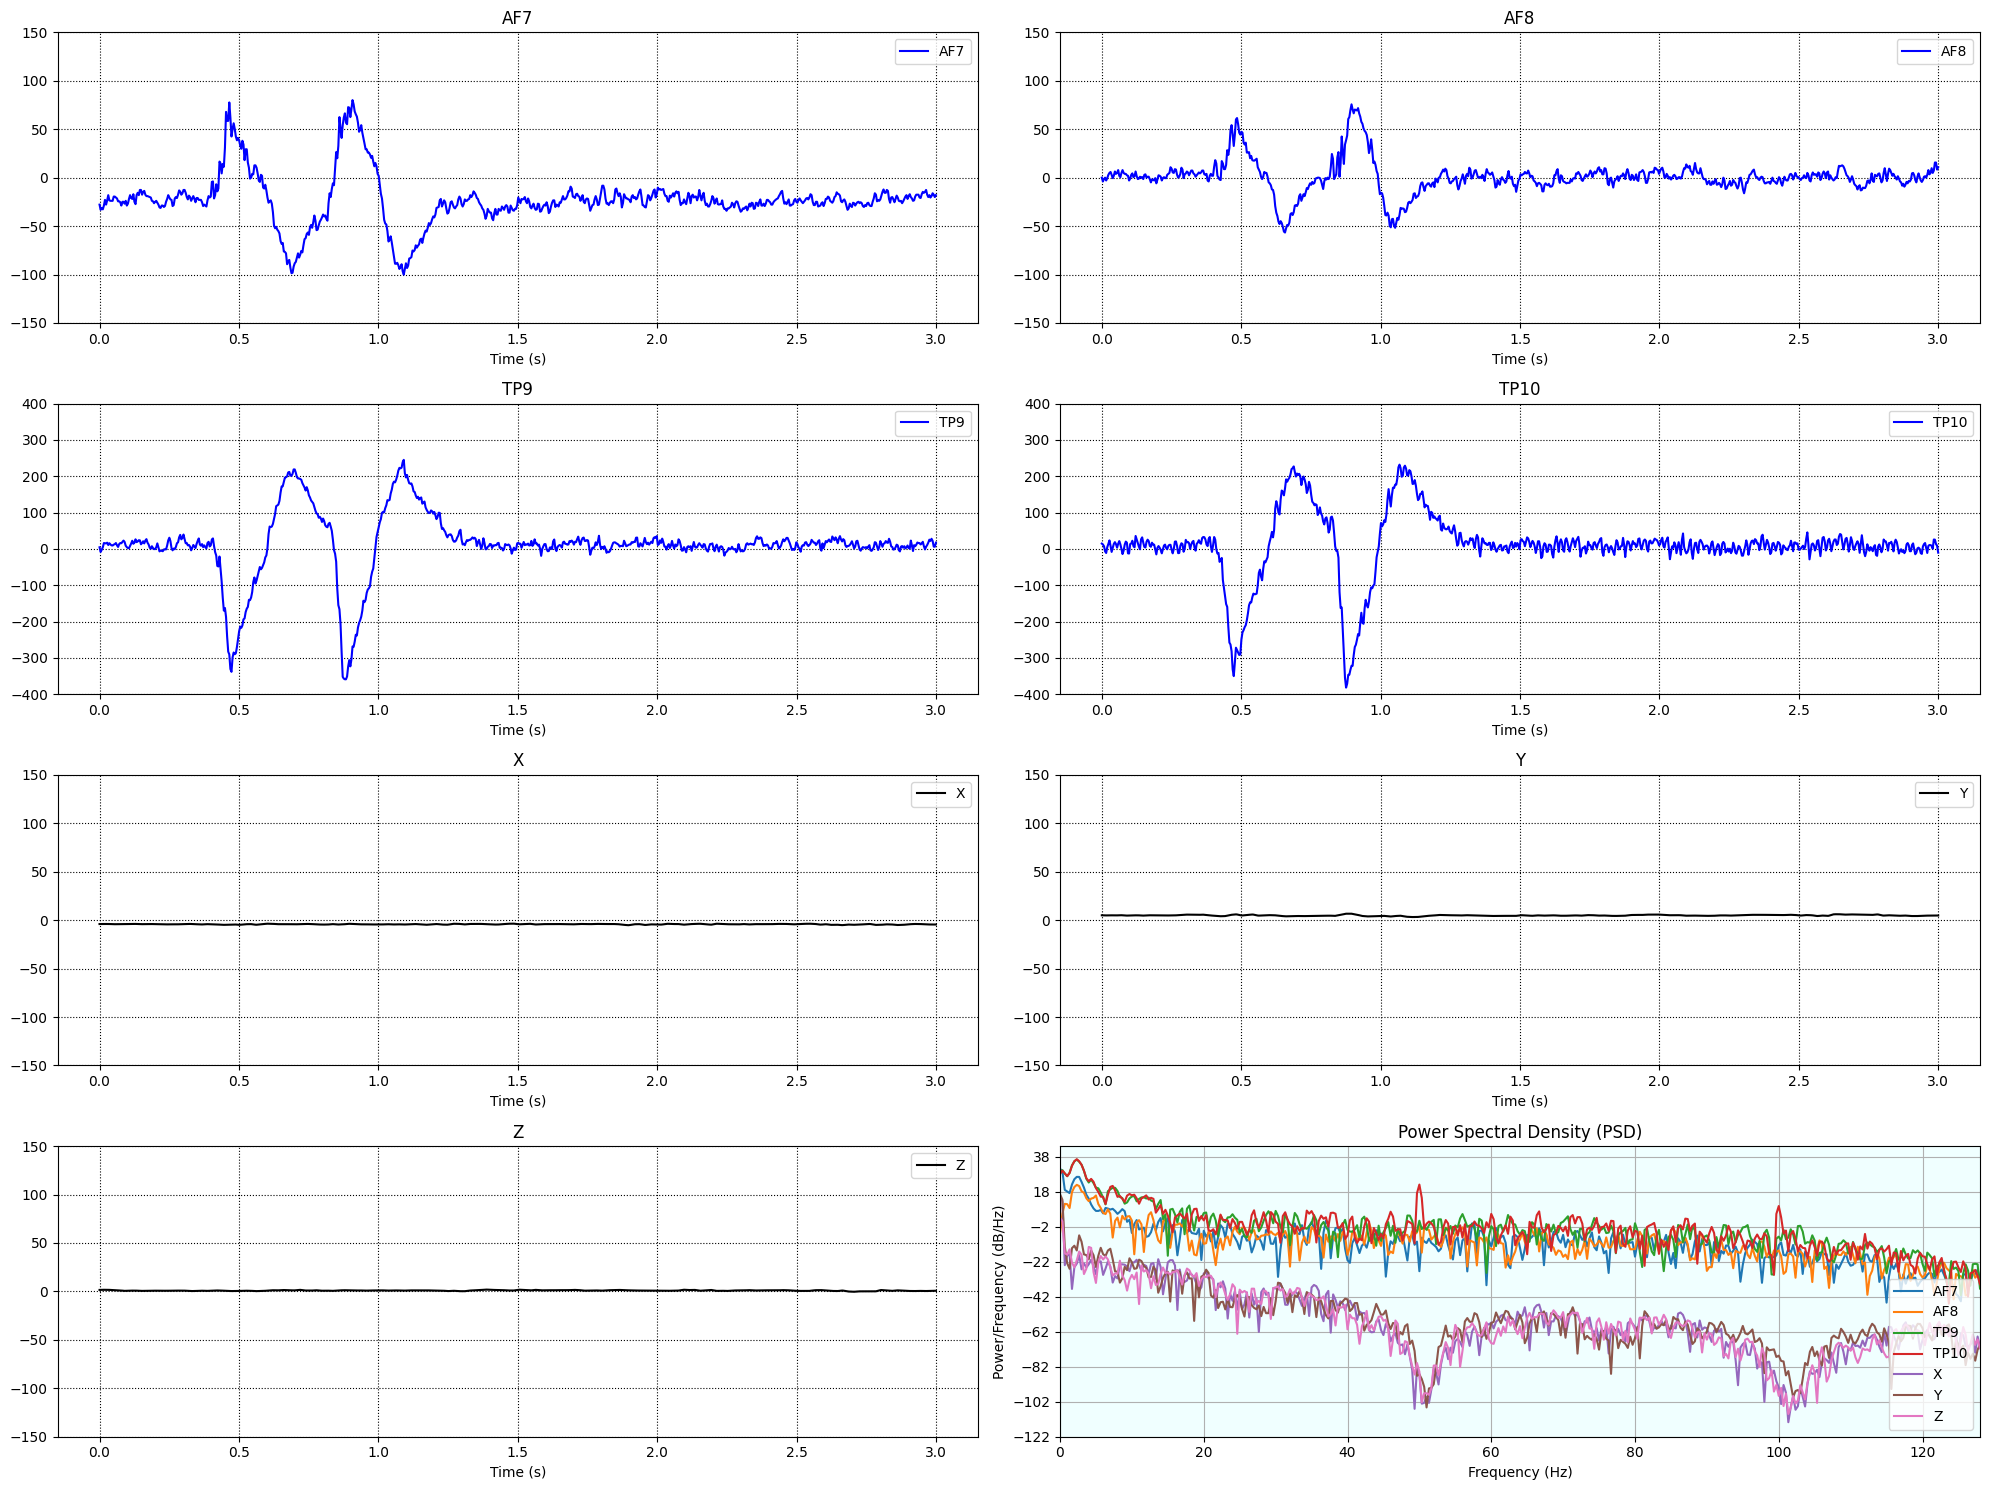 AF7
150
100
50
0
−50
−100
−150
0.0 0.5 1.0 1.5 2.0 2.5 3.0
Time (s)
AF7
AF8
150
100
50
0
−50
−100
−150
0.0 0.5 1.0 1.5 2.0 2.5 3.0
Time (s)
AF8
TP9
400
300
200
100
0
−100
−200
−300
−400
0.0 0.5 1.0 1.5 2.0 2.5 3.0
Time (s)
TP9
TP10
400
300
200
100
0
−100
−200
−300
−400
0.0 0.5 1.0 1.5 2.0 2.5 3.0
Time (s)
TP10
X
150
100
50
0
−50
−100
−150
0.0 0.5 1.0 1.5 2.0 2.5 3.0
Time (s)
X
Y
150
100
50
0
−50
−100
−150
0.0 0.5 1.0 1.5 2.0 2.5 3.0
Time (s)
Y
Z
150
100
50
0
−50
−100
−150
0.0 0.5 1.0 1.5 2.0 2.5 3.0
Time (s)
Z
Power Spectral Density (PSD)
Power/Frequency (dB/Hz)
38
18
−2
−22
−42
−62
−82
−102
−122
0 20 40 60 80 100 120
Frequency (Hz)
AF7
AF8
TP9
TP10
X
Y
Z